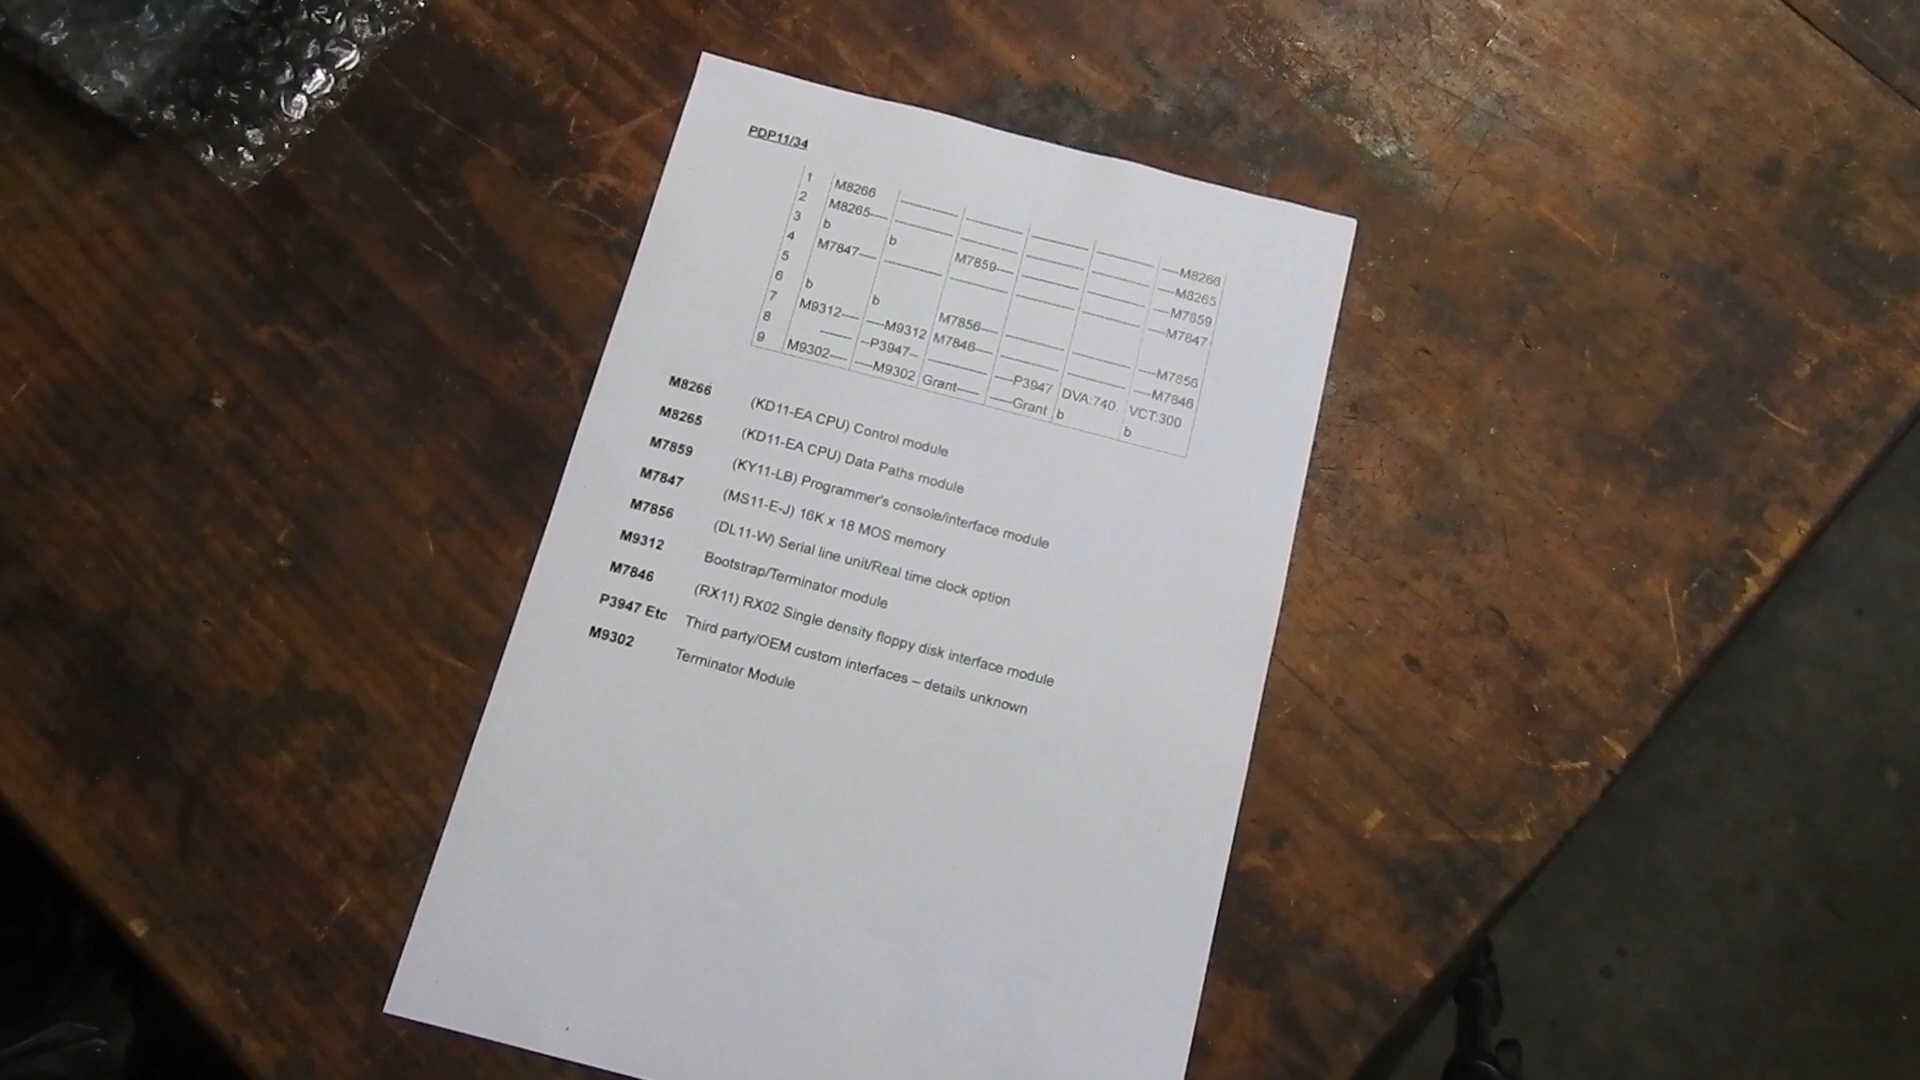 PDP11/34
1 M8266 —— —— —— —— —M8266
2 M8265— —— —— —— —— —M8265
3 b b M7859— —— —— —M7859
4 M7847— —— —— —— —— —M7847
5
6 b b M7856— —— —— —M7856
7 M9312— —M9312 M7846— —— —— —M7846
8 —— –P3947– —— —P3947 DVA:740. VCT:300
9 M9302— —M9302 Grant— —Grant b b
M8266 (KD11-EA CPU) Control module
M8265 (KD11-EA CPU) Data Paths module
M7859 (KY11-LB) Programmer's console/interface module
M7847 (MS11-E-J) 16K x 18 MOS memory
M7856 (DL11-W) Serial line unit/Real time clock option
M9312 Bootstrap/Terminator module
M7846 (RX11) RX02 Single density floppy disk interface module
P3947 Etc Third party/OEM custom interfaces – details unknown
M9302 Terminator Module